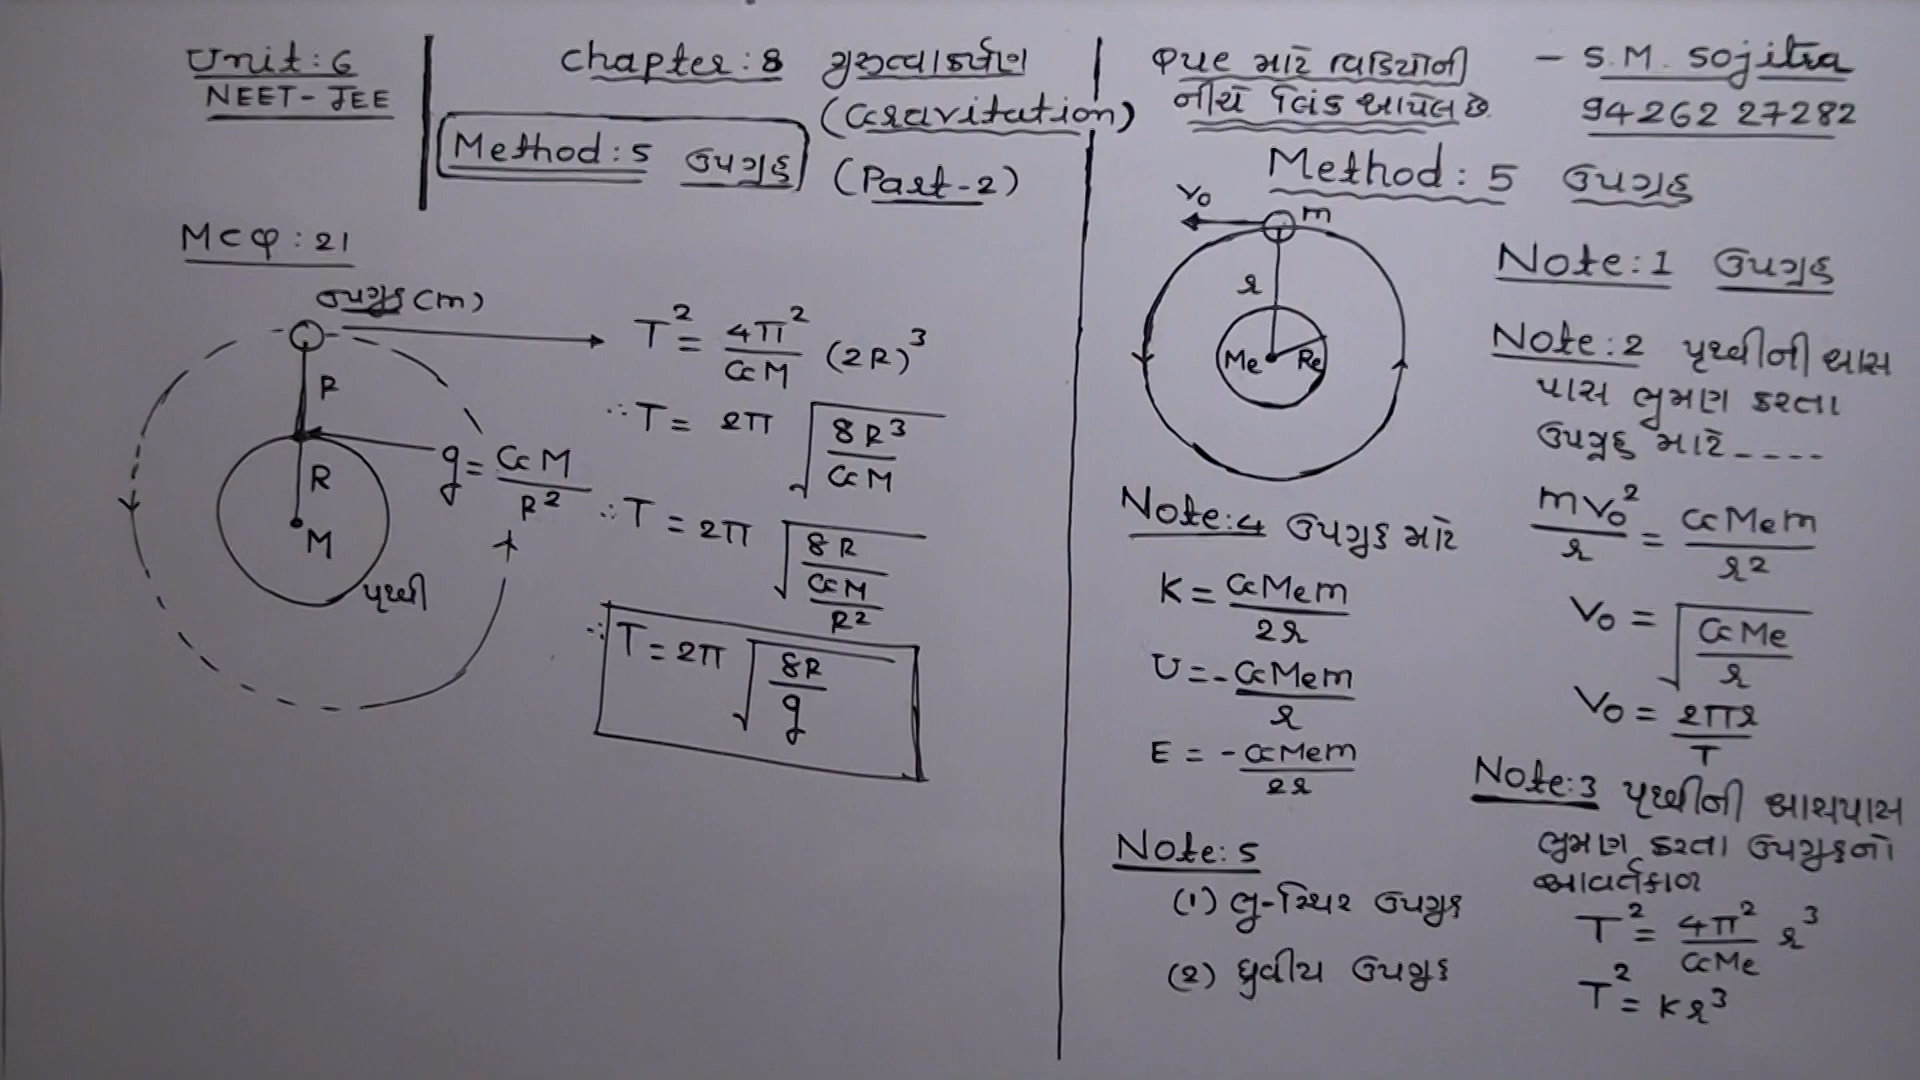 Unit: 6
NEET-JEE
Chapter: 8 ગુરુત્વાકર્ષણ
(Gravitation)
Method: 5 ઉપગ્રહ
(Part-2)
માટે વિડિયોની
નીચે લિંક આપેલ છે.
- S.M. Sojitra
94262 27282
MCQ: 21
ઉપગ્રહ (m)
R
R
M
પૃથ્વી
g = GM / R²
T² = 4π² / GM (2R)³
∴ T = 2π √(8R³ / GM)
∴ T = 2π √(8R / (GM / R²))
∴ T = 2π √(8R / g)
Method: 5 ઉપગ્રહ
V₀
m
r
Me
Re
Note: 1 ઉપગ્રહ
Note: 2 પૃથ્વીની આસ
પાસ ભ્રમણ કરતા
ઉપગ્રહ માટે ----
mV₀² / r = GMem / r²
V₀ = √(GMe / r)
V₀ = 2πr / T
Note: 3 પૃથ્વીની આસપાસ
ભ્રમણ કરતા ઉપગ્રહનો
આવર્તકાળ
T² = 4π² / GMe r³
T² = Kr³
Note: 4 ઉપગ્રહ માટે
K = GMem / 2r
U = -GMem / r
E = -GMem / 2r
Note: 5
(1) ભૂ-સ્થિર ઉપગ્રહ
(2) ધ્રુવીય ઉપગ્રહ